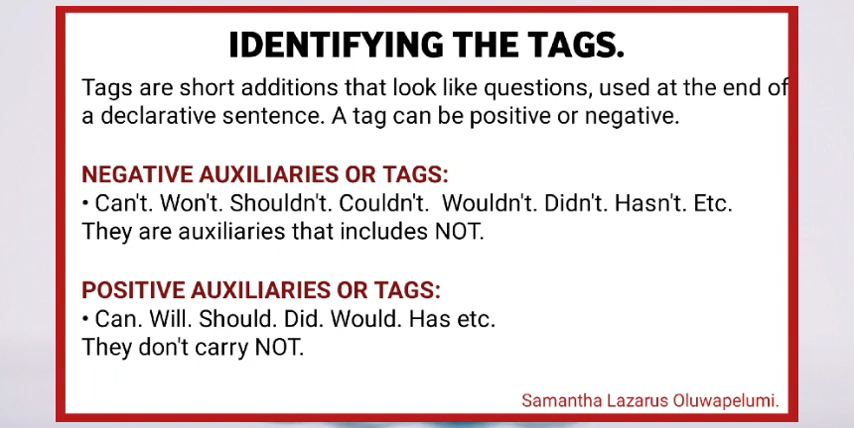 IDENTIFYING THE TAGS.
Tags are short additions that look like questions, used at the end of
a declarative sentence. A tag can be positive or negative.
NEGATIVE AUXILIARIES OR TAGS:
• Can't. Won't. Shouldn't. Couldn't.  Wouldn't. Didn't. Hasn't. Etc.
They are auxiliaries that includes NOT.
POSITIVE AUXILIARIES OR TAGS:
• Can. Will. Should. Did. Would. Has etc.
They don't carry NOT.
Samantha Lazarus Oluwapelumi.